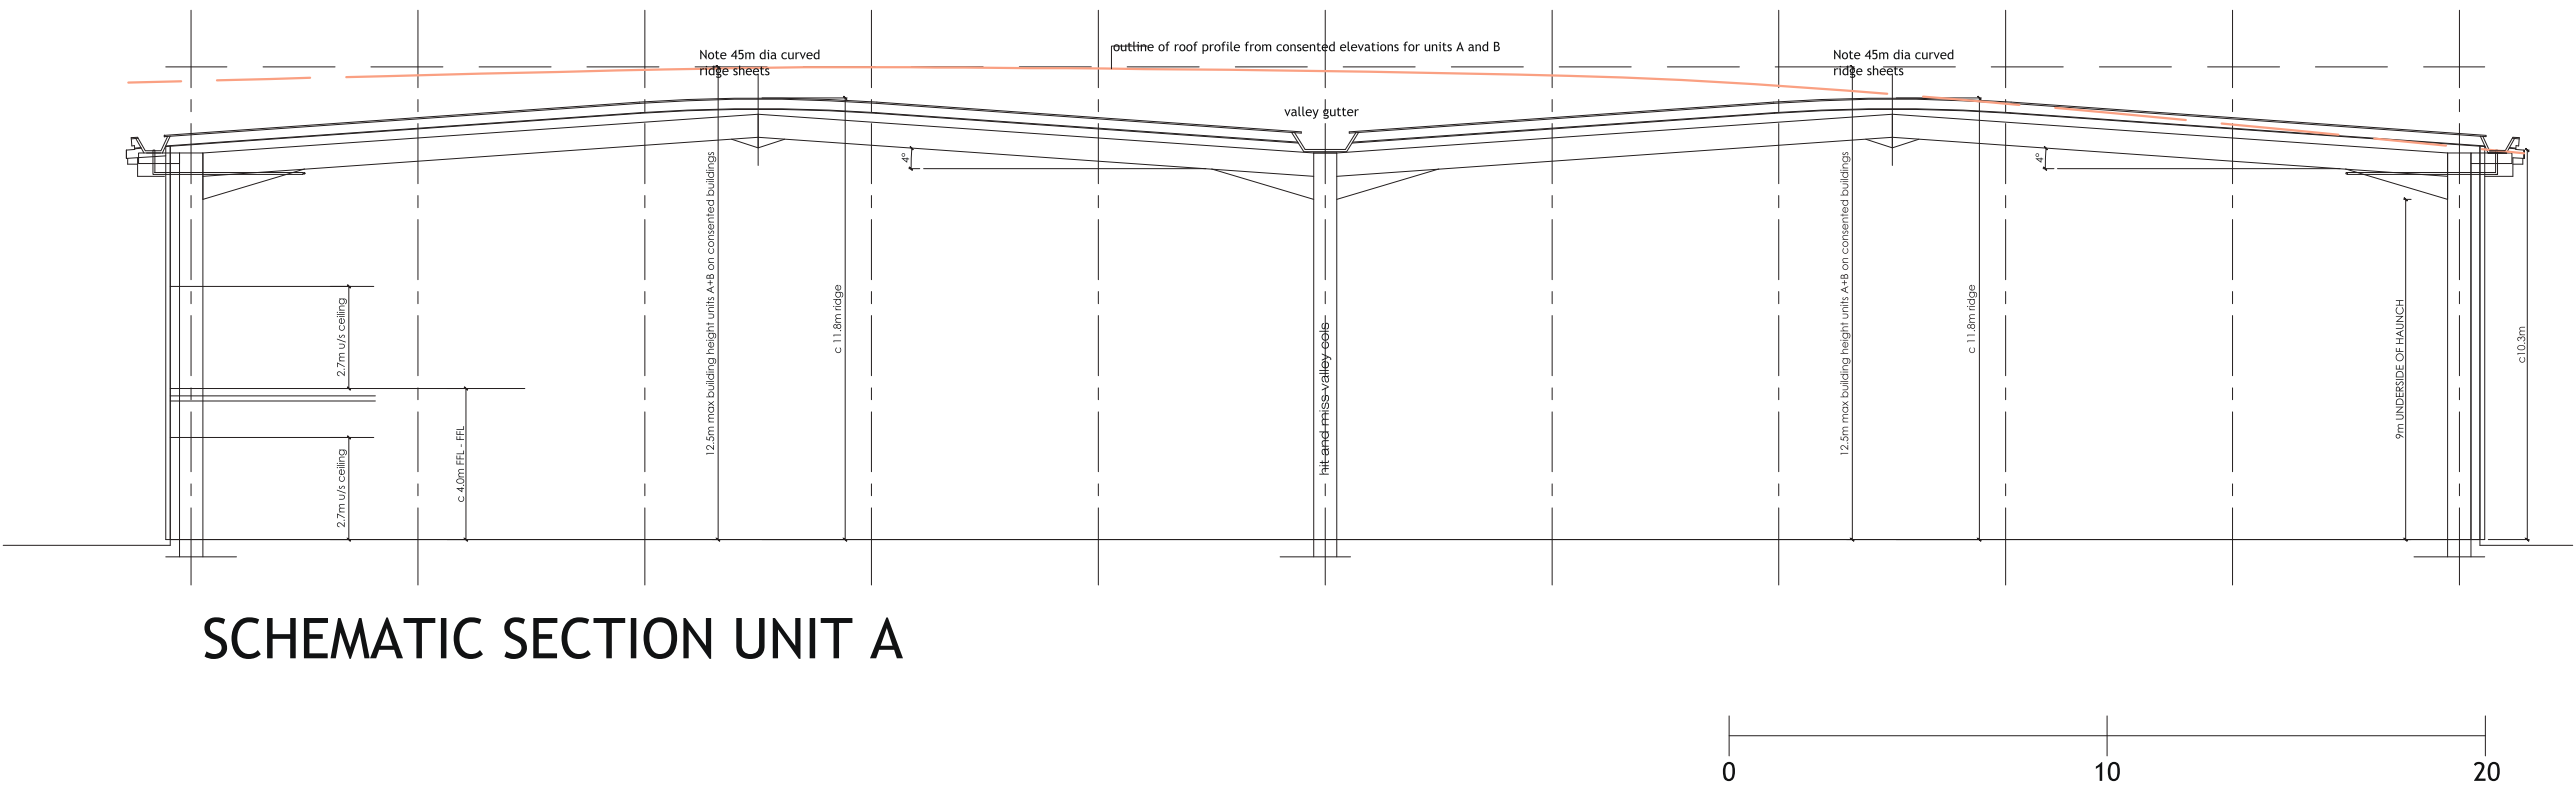 outline of roof profile from consented elevations for units A and B
Note 45m dia curved
ridge sheets
Note 45m dia curved
ridge sheets
valley gutter
4°
4°
2.7m u/s ceiling
2.7m u/s ceiling
c 4.0m FFL - FFL
12.5m max building height units A+B on consented buildings
c 11.8m ridge
hit and miss valley cols
12.5m max building height units A+B on consented buildings
c 11.8m ridge
9m UNDERSIDE OF HAUNCH
c10.3m
SCHEMATIC SECTION UNIT A
0 10 20